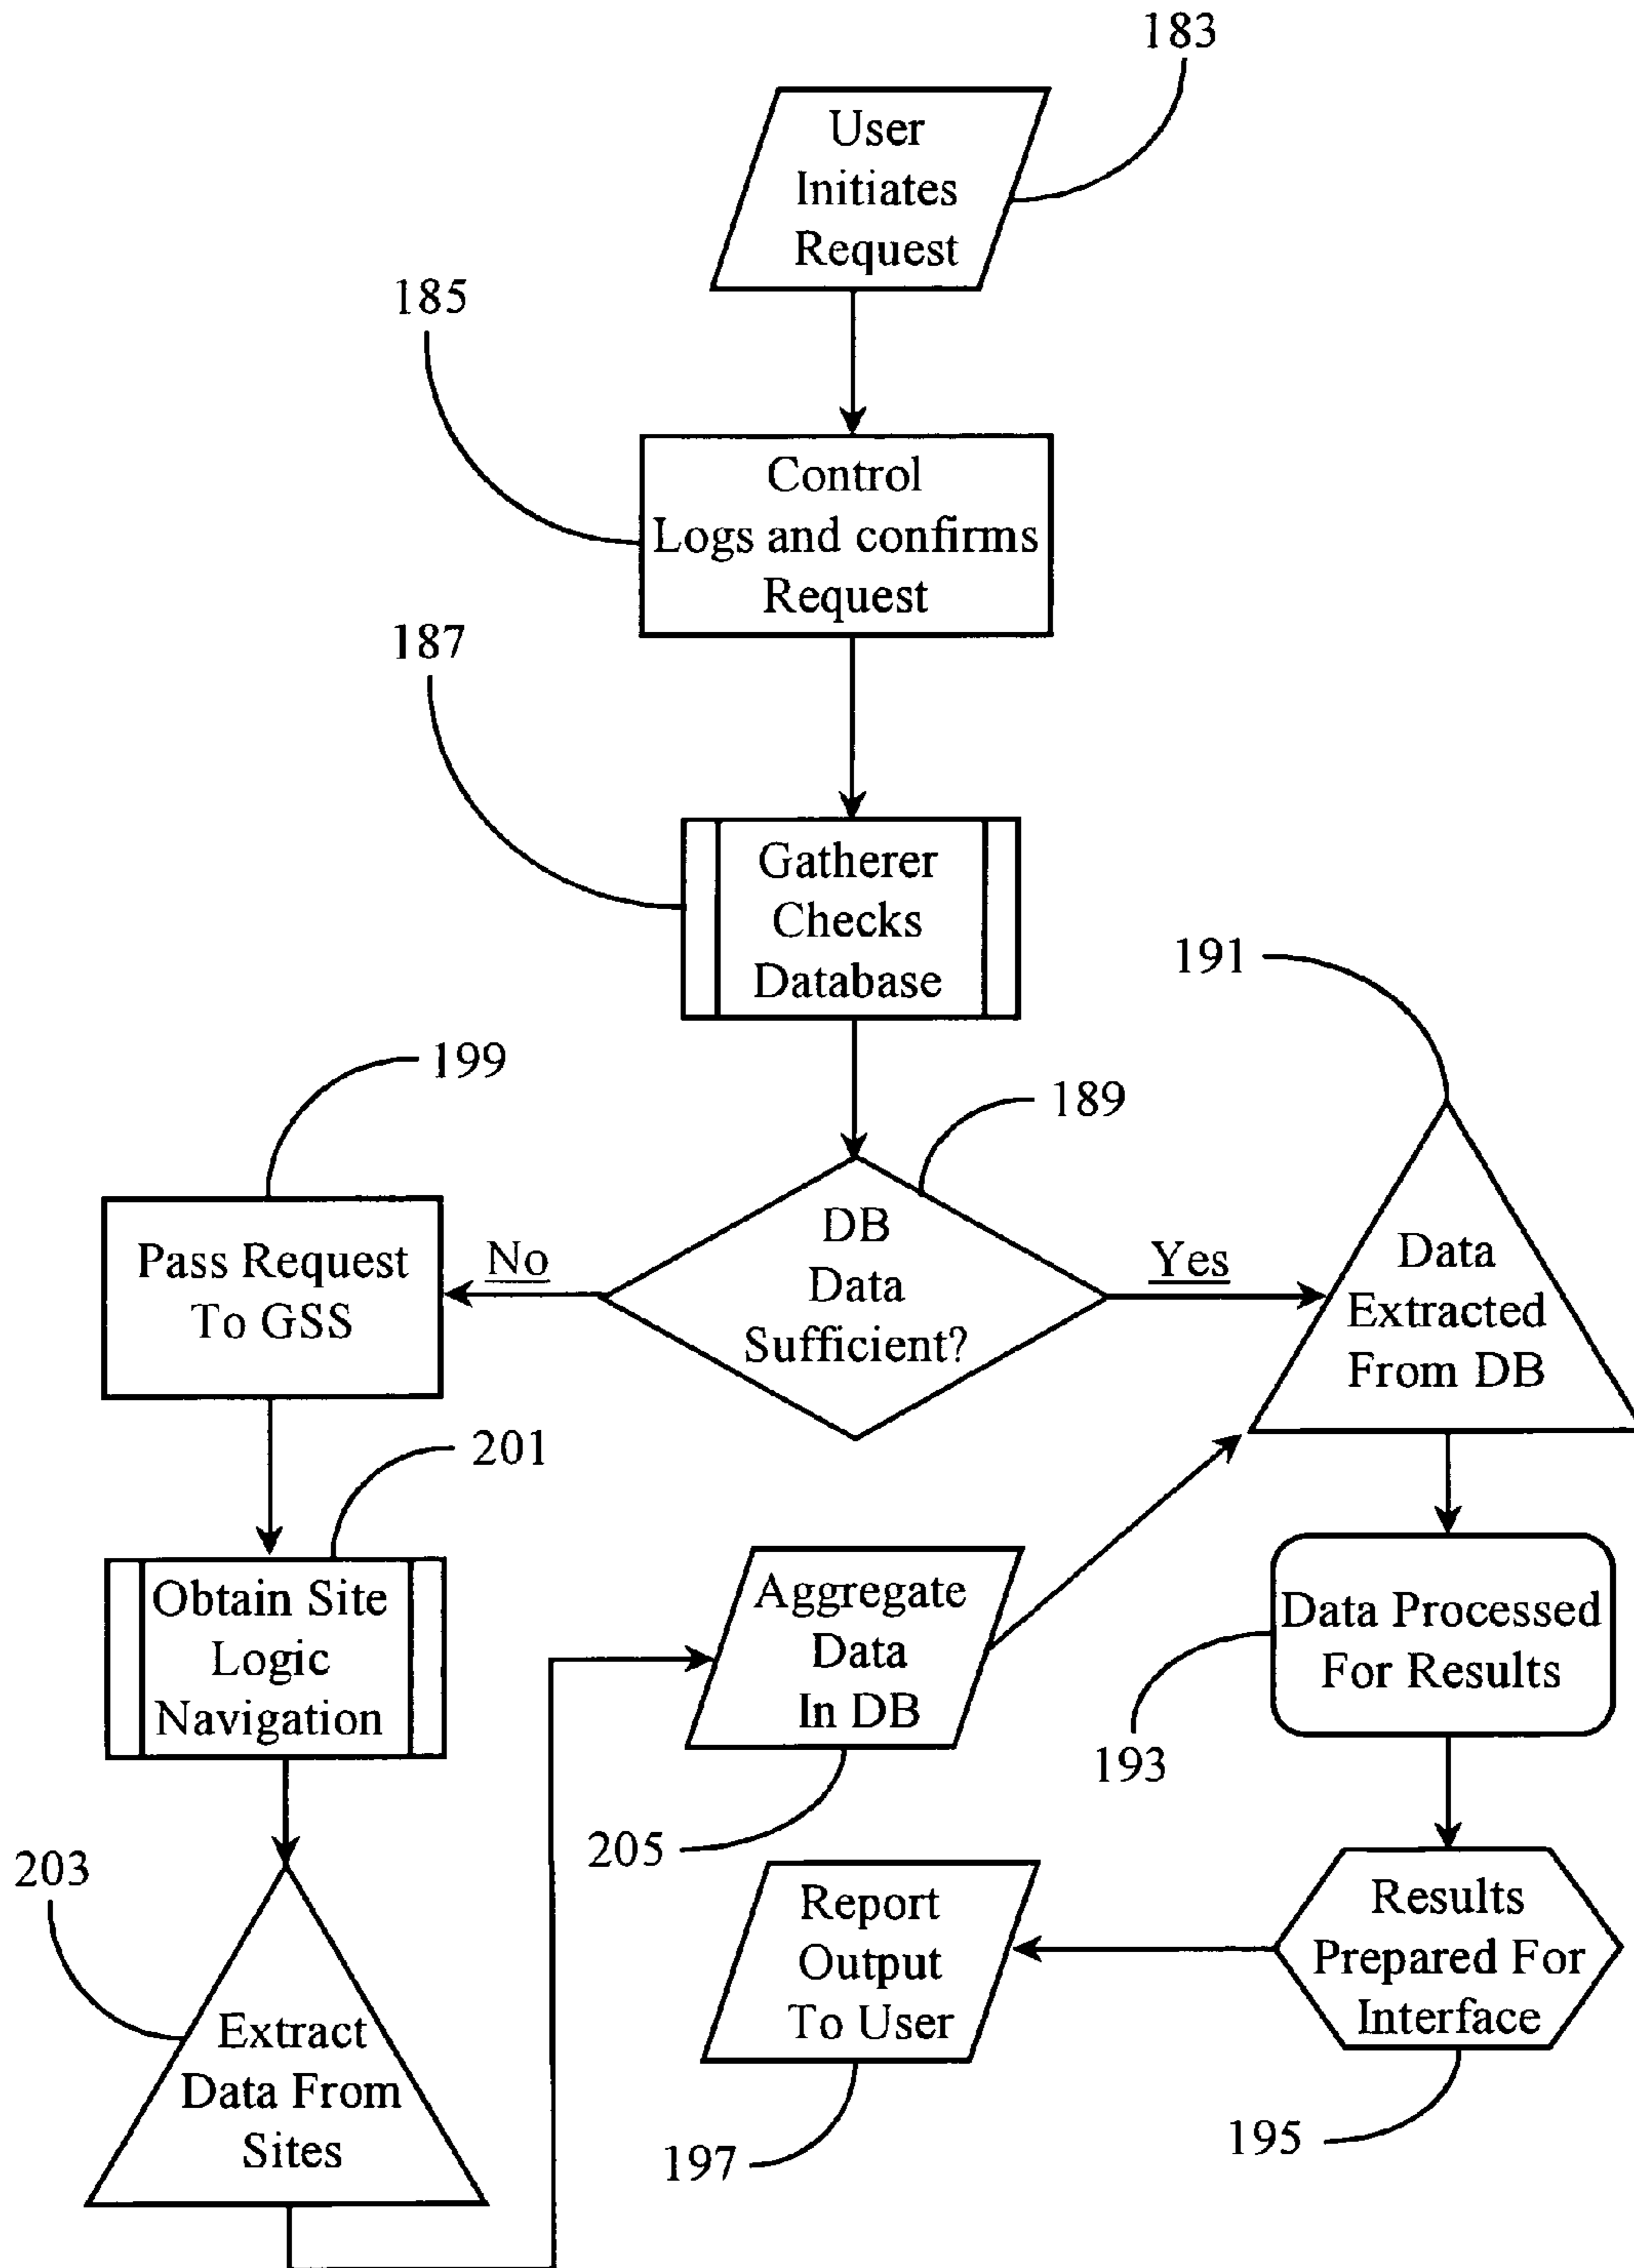 183
User
Initiates
Request
185
Control
Logs and confirms
Request
187
Gatherer
Checks
Database
191
199
189
DB
Data
Sufficient?
No
Yes
Pass Request
To GSS
Data
Extracted
From DB
201
Obtain Site
Logic
Navigation
Aggregate
Data
In DB
Data Processed
For Results
193
205
203
Extract
Data From
Sites
Report
Output
To User
Results
Prepared For
Interface
197
195